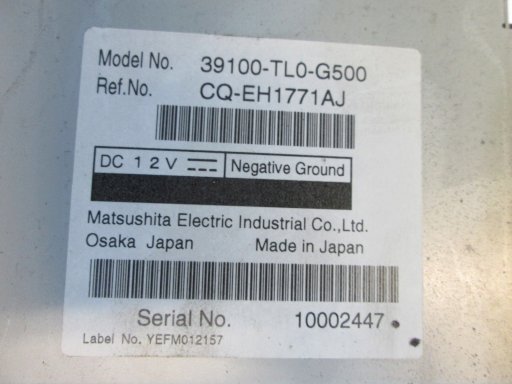 Model No. 39100-TL0-G500
Ref.No. CQ-EH1771AJ
DC 12V Negative Ground
Matsushita Electric Industrial Co.,Ltd.
Osaka Japan Made in Japan
Serial No. 10002447
Label No. YEFM012157